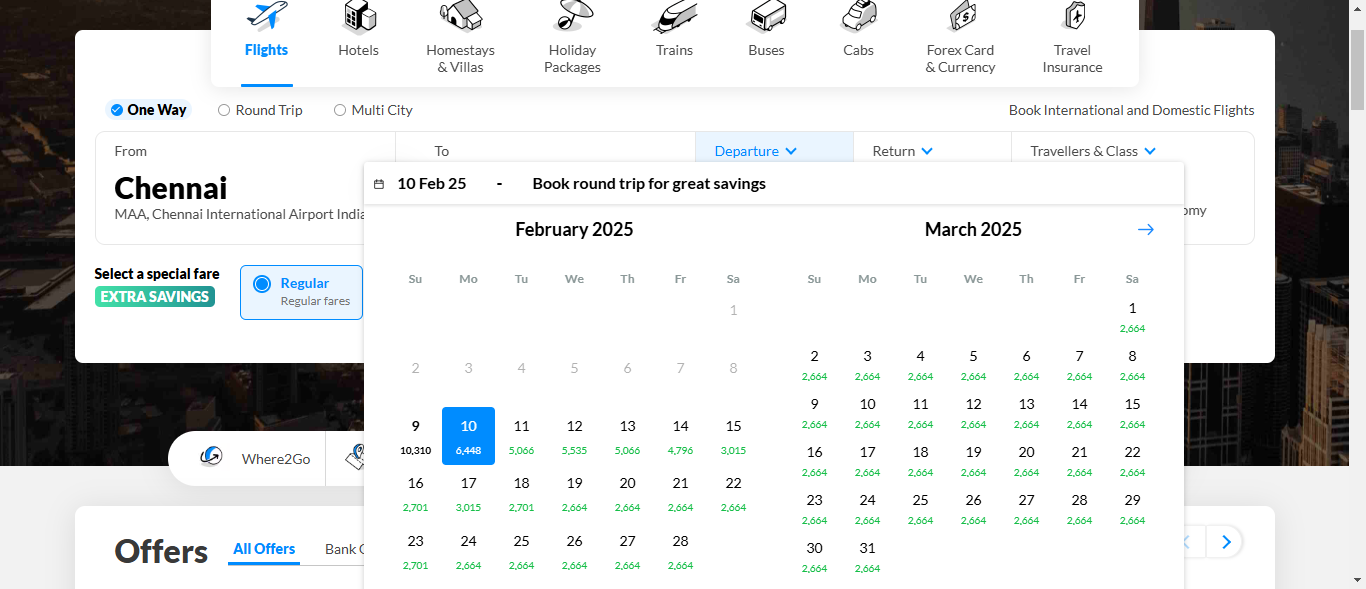 Flights
Hotels
Homestays
& Villas
Holiday
Packages
Trains
Buses
Cabs
Forex Card
& Currency
Travel
Insurance
One Way
Round Trip
Multi City
Book International and Domestic Flights
From
To
Departure
Return
Travellers & Class
Chennai
MAA, Chennai International Airport India
10 Feb 25 - Book round trip for great savings
Select a special fare
EXTRA SAVINGS
Regular
Regular fares
February 2025
Su Mo Tu We Th Fr Sa
1
2 3 4 5 6 7 8
9 10 11 12 13 14 15
10,310 6,448 5,066 5,535 5,066 4,796 3,015
16 17 18 19 20 21 22
2,701 3,015 2,701 2,664 2,664 2,664 2,664
23 24 25 26 27 28
2,701 2,664 2,664 2,664 2,664 2,664
March 2025
Su Mo Tu We Th Fr Sa
1
2,664
2 3 4 5 6 7 8
2,664 2,664 2,664 2,664 2,664 2,664 2,664
9 10 11 12 13 14 15
2,664 2,664 2,664 2,664 2,664 2,664 2,664
16 17 18 19 20 21 22
2,664 2,664 2,664 2,664 2,664 2,664 2,664
23 24 25 26 27 28 29
2,664 2,664 2,664 2,664 2,664 2,664 2,664
30 31
2,664 2,664
Where2Go
Offers
All Offers
Bank